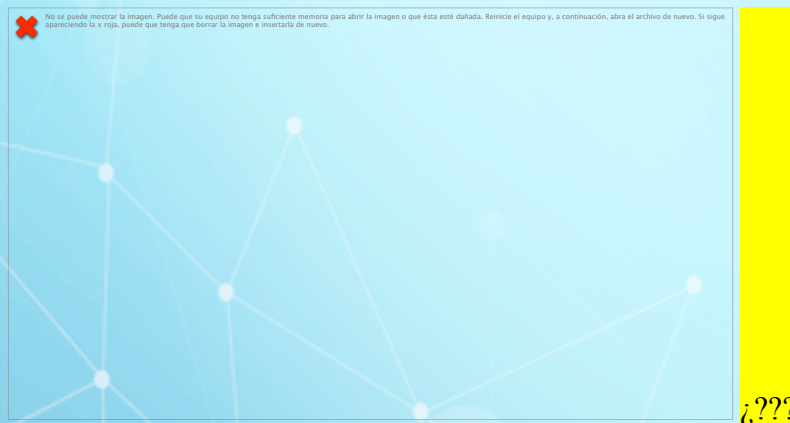 No se puede mostrar la imagen. Puede que su equipo no tenga suficiente memoria para abrir la imagen o que ésta esté dañada. Reinicie el equipo y, a continuación, abra el archivo de nuevo. Si sigue
apareciendo la x roja, puede que tenga que borrar la imagen e insertarla de nuevo.
¿???